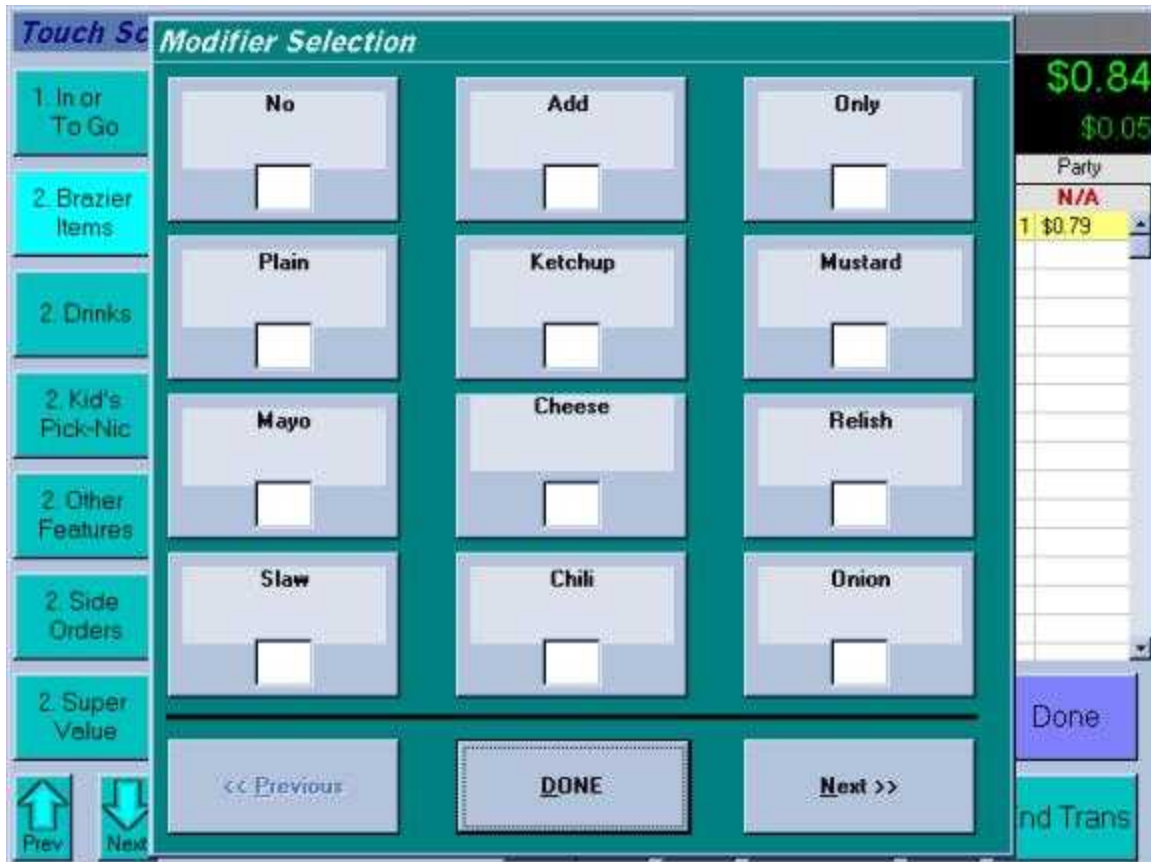 Touch Sc
Modifier Selection
1. In or
To Go
2. Brazier
Items
2. Drinks
2. Kid's
Pick-Nic
2. Other
Features
2. Side
Orders
2. Super
Value
Prev
Next
No
Add
Only
Plain
Ketchup
Mustard
Mayo
Cheese
Relish
Slaw
Chili
Onion
<< Previous
DONE
Next >>
$0.84
$0.05
Party
N/A
1 $0.79
Done
nd Trans